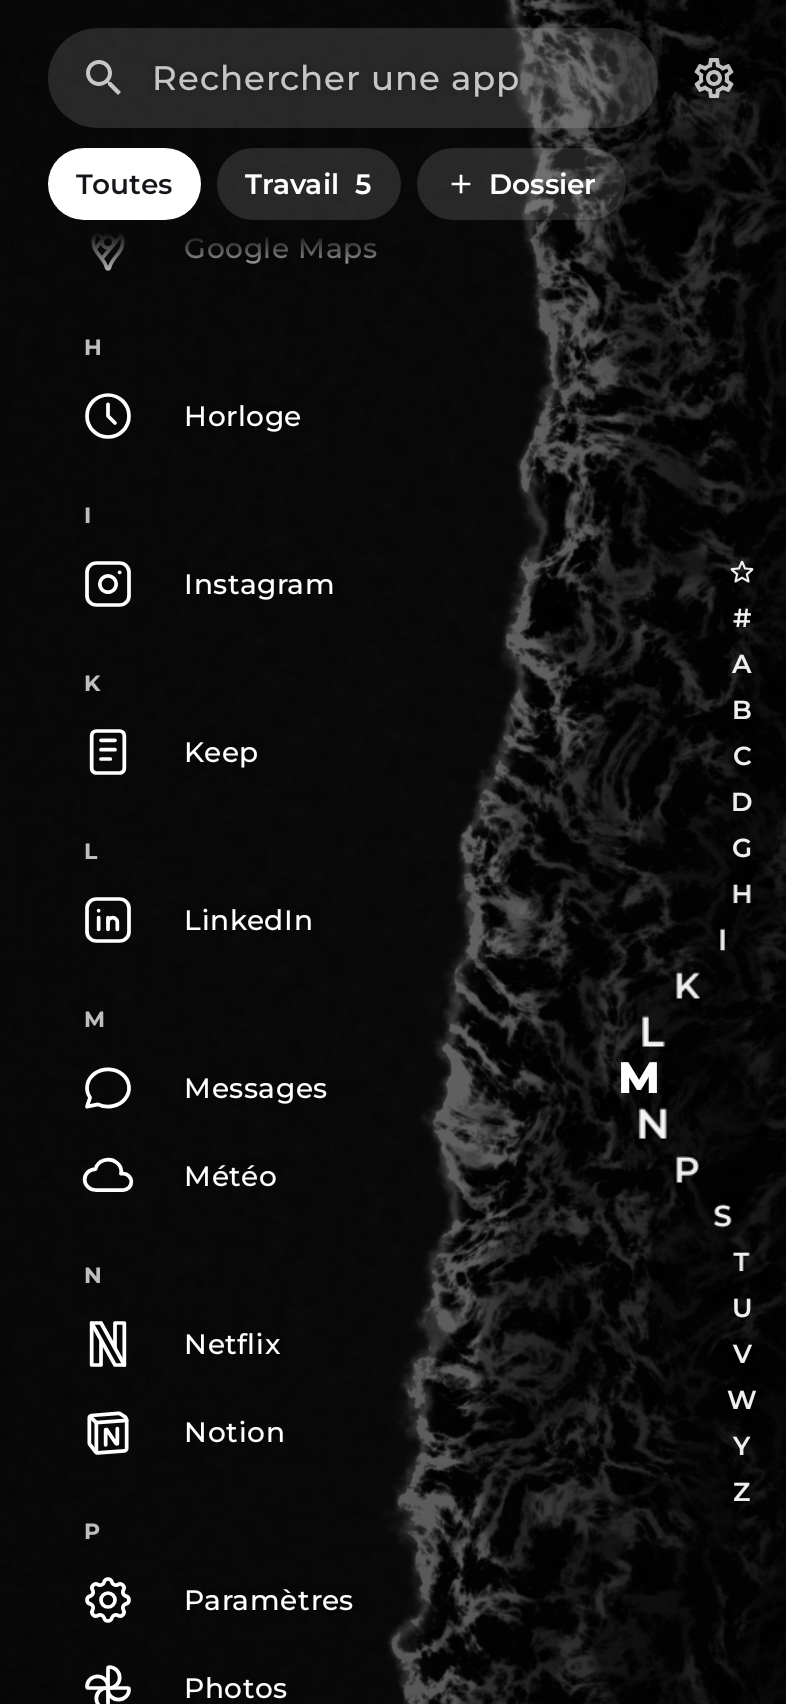 Rechercher une app
Toutes
Travail 5
+ Dossier
Google Maps
H
Horloge
I
Instagram
K
Keep
L
LinkedIn
M
Messages
Météo
N
Netflix
Notion
P
Paramètres
Photos
#
A
B
C
D
G
H
I
K
L
M
N
P
S
T
U
V
W
Y
Z